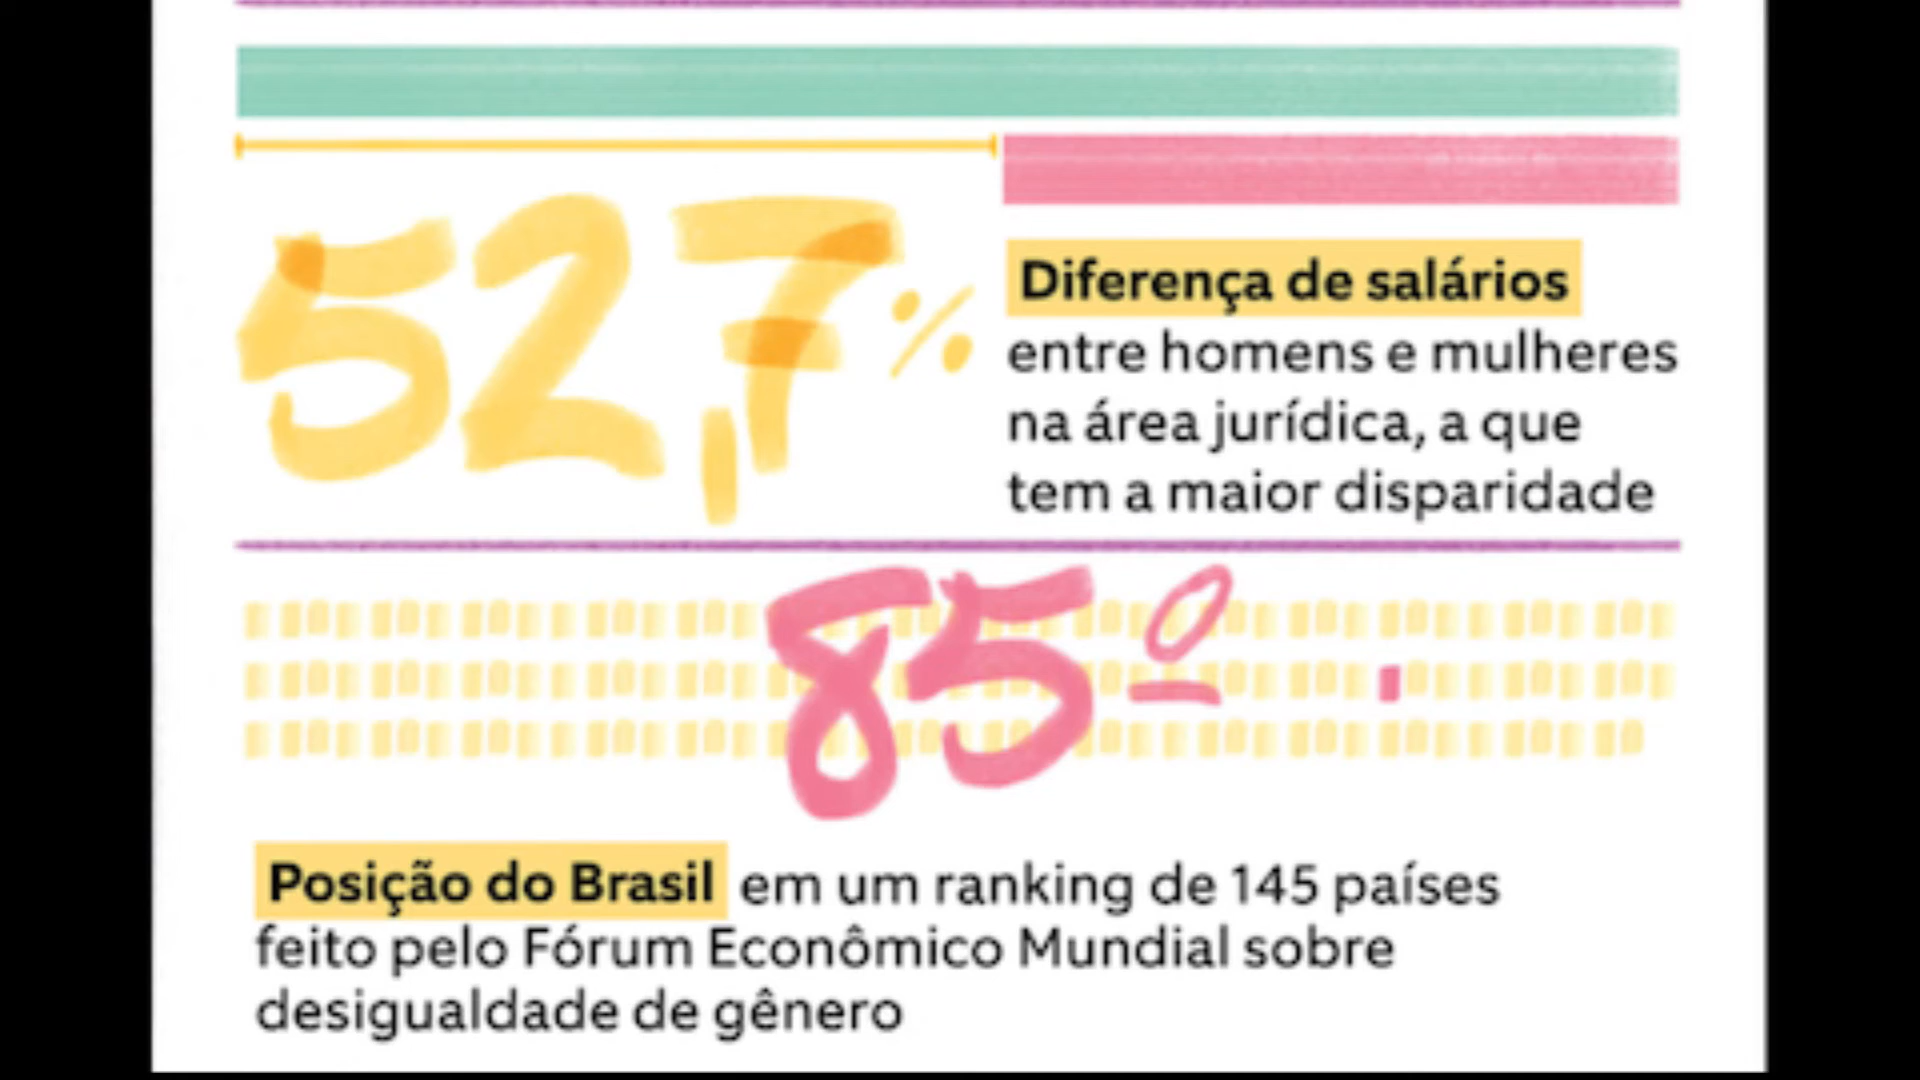 52,7%
Diferença de salários
entre homens e mulheres
na área jurídica, a que
tem a maior disparidade
85º
Posição do Brasil em um ranking de 145 países
feito pelo Fórum Econômico Mundial sobre
desigualdade de gênero